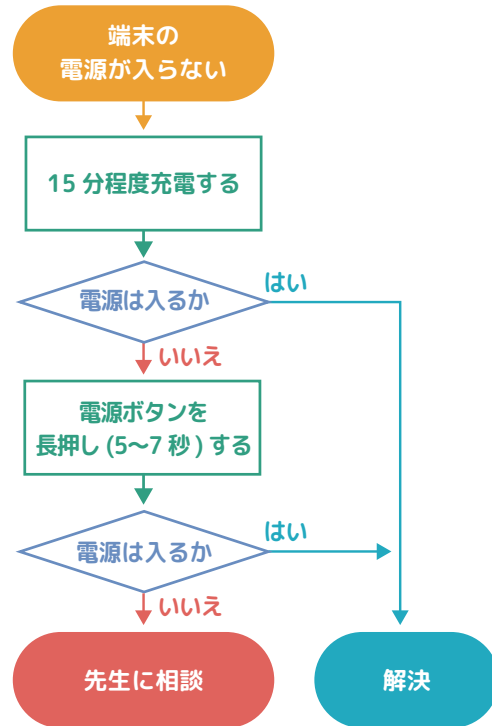 端末の
電源が入らない
15分程度充電する
電源は入るか
はい
いいえ
電源ボタンを
長押し(5〜7秒)する
電源は入るか
はい
いいえ
先生に相談
解決